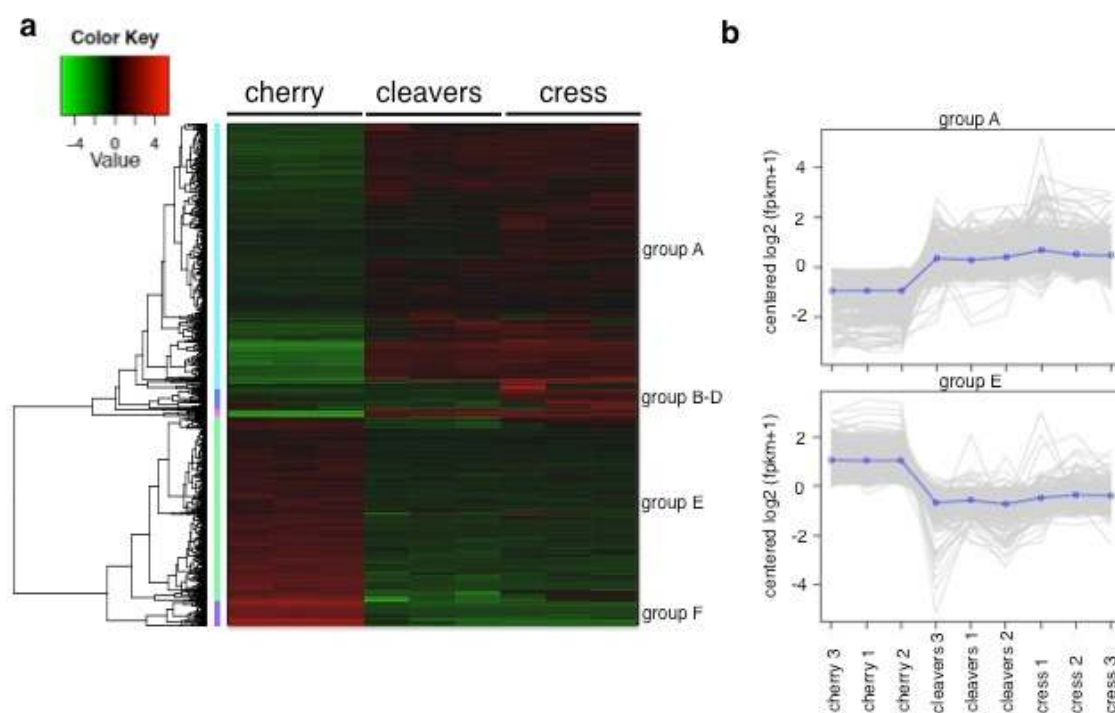 a
Color Key
−4 0 4
Value
cherry cleavers cress
group A
group B-D
group E
group F
b
group A
centered log2 (fpkm+1)
4
2
0
-2
group E
centered log2 (fpkm+1)
2
0
-2
-4
cherry 3
cherry 1
cherry 2
cleavers 3
cleavers 1
cleavers 2
cress 1
cress 2
cress 3